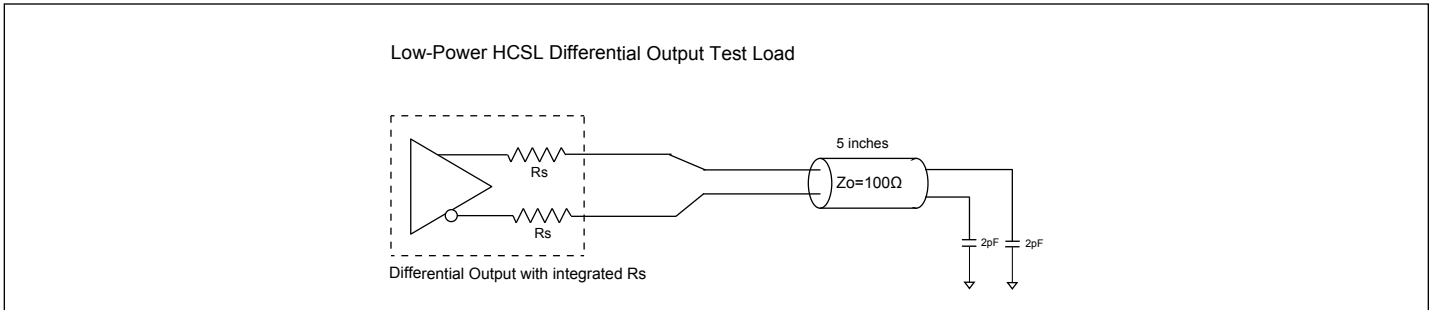 Low-Power HCSL Differential Output Test Load
5 inches
Rs
Zo=100Ω
Rs
2pF
2pF
Differential Output with integrated Rs